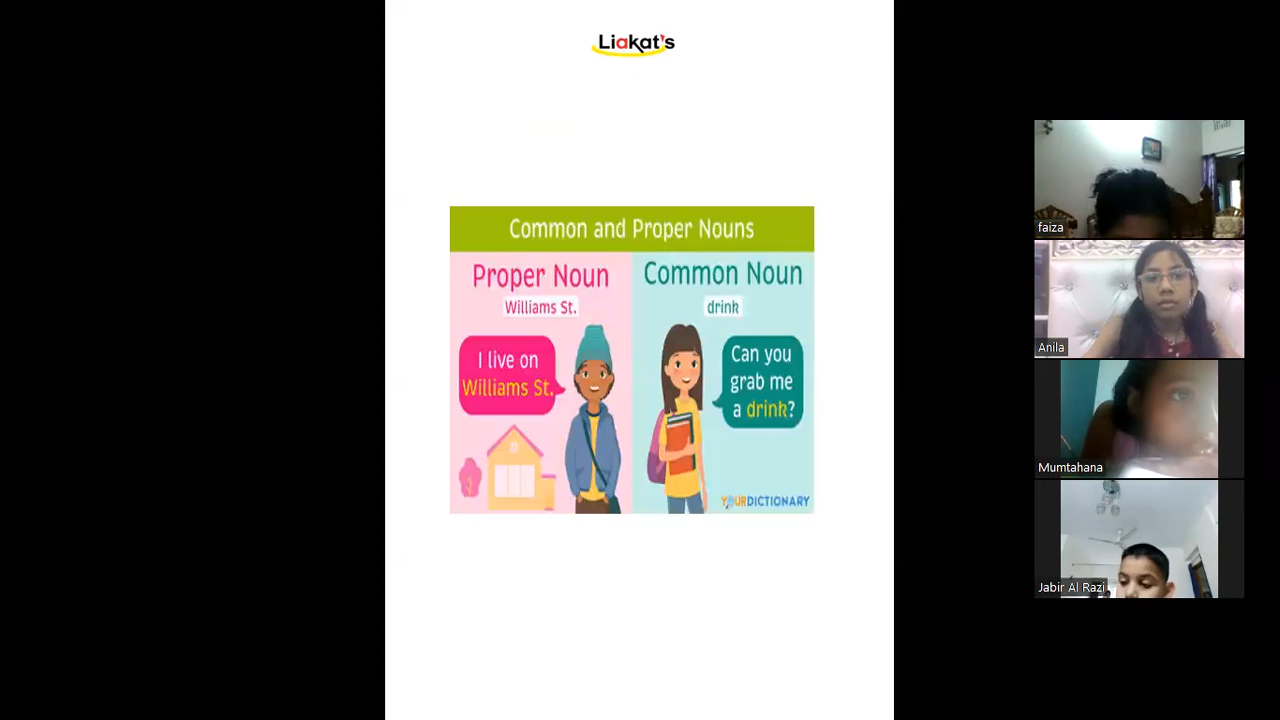 Liakat's
Common and Proper Nouns
Proper Noun
Williams St.
I live on
Williams St.
Common Noun
drink
Can you
grab me
a drink?
YOURDICTIONARY
faiza
Anila
Mumtahana
Jabir Al Razi